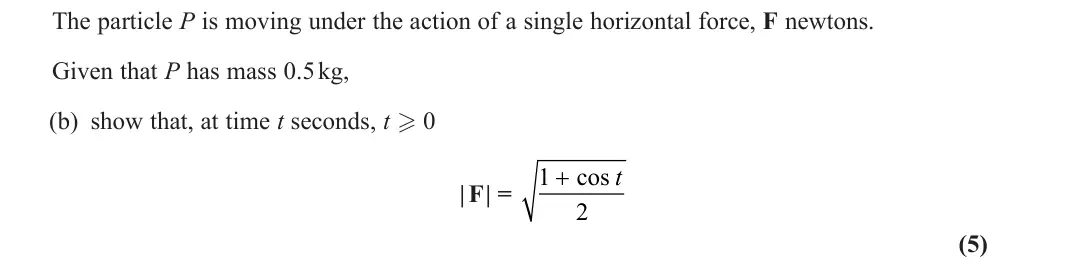 The particle P is moving under the action of a single horizontal force, F newtons.
Given that P has mass 0.5 kg,
(b) show that, at time t seconds, t ⩾ 0
|F| = √((1 + cos t)/2)
(5)